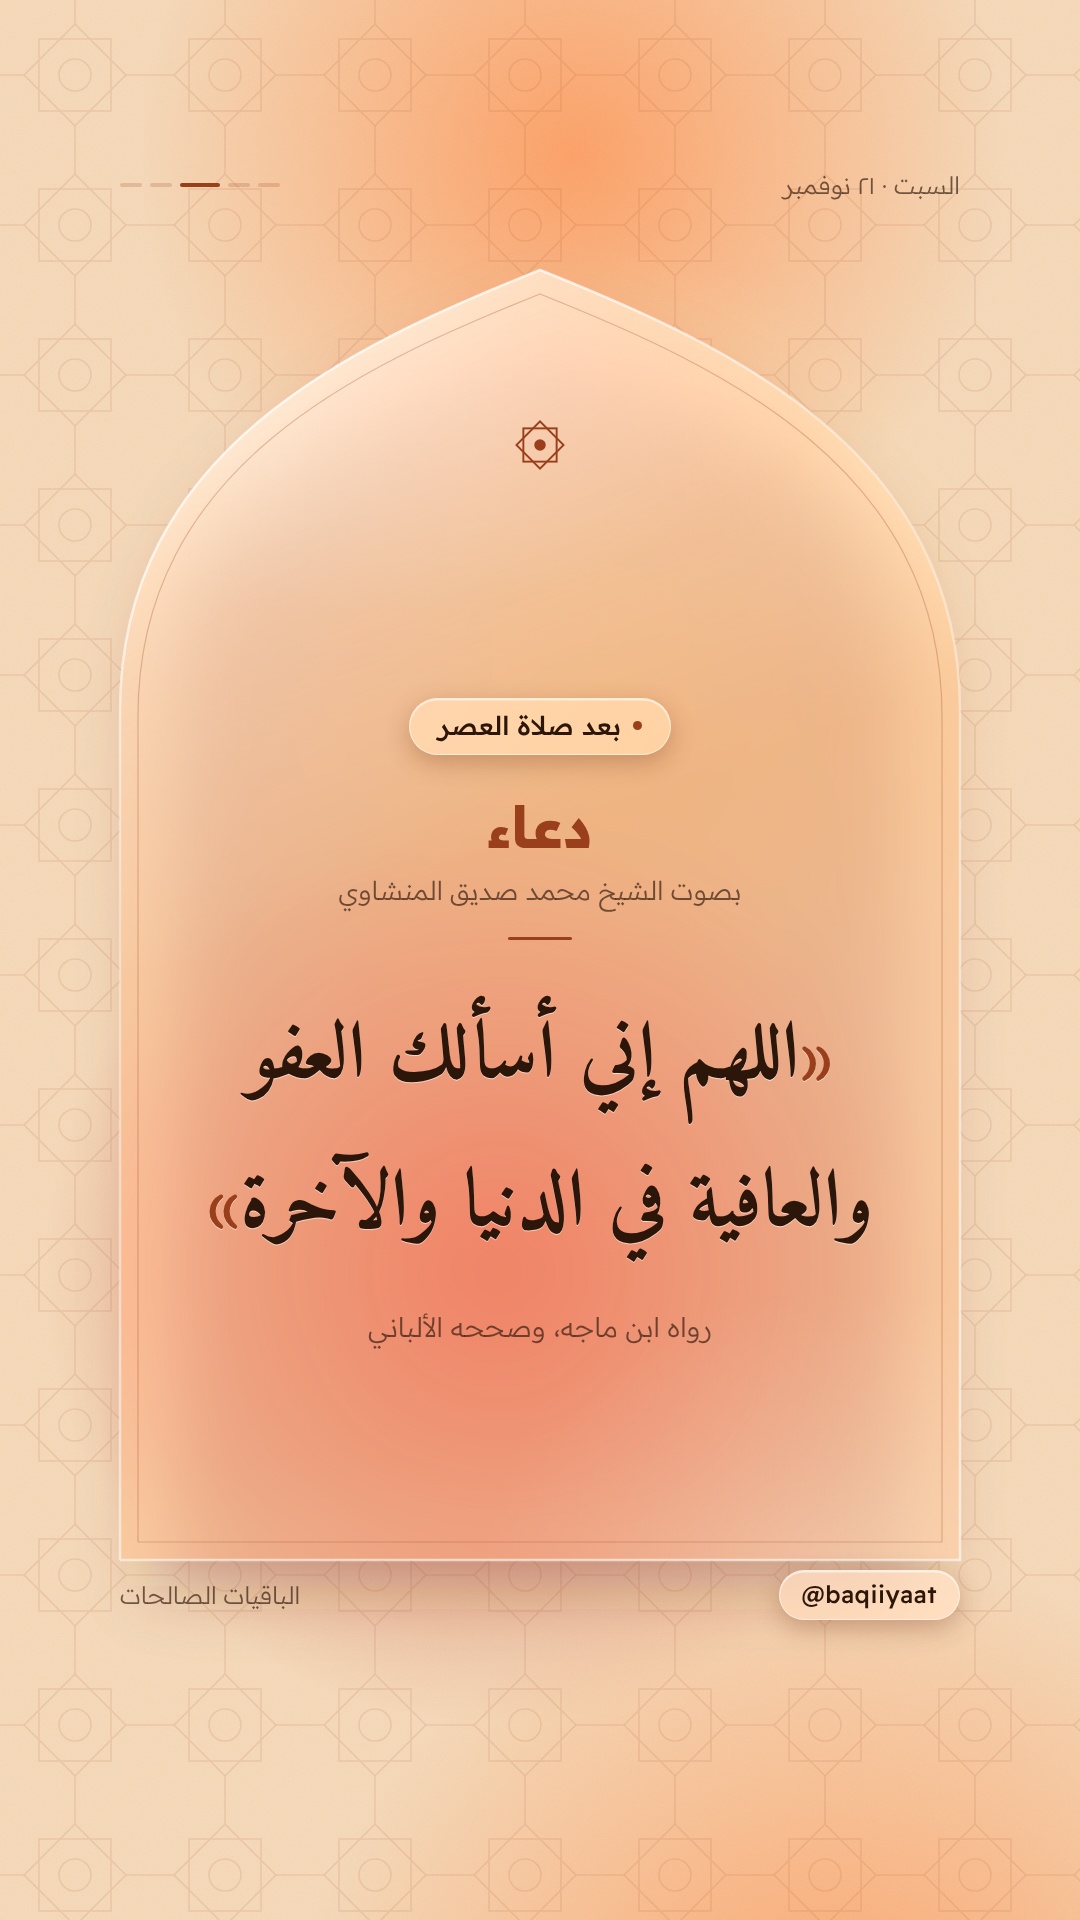 السبت · ٢١ نوفمبر
بعد صلاة العصر
دعاء
بصوت الشيخ محمد صديق المنشاوي
«اللهم إني أسألك العفو
والعافية في الدنيا والآخرة»
رواه ابن ماجه، وصححه الألباني
@baqiiyaat
الباقيات الصالحات